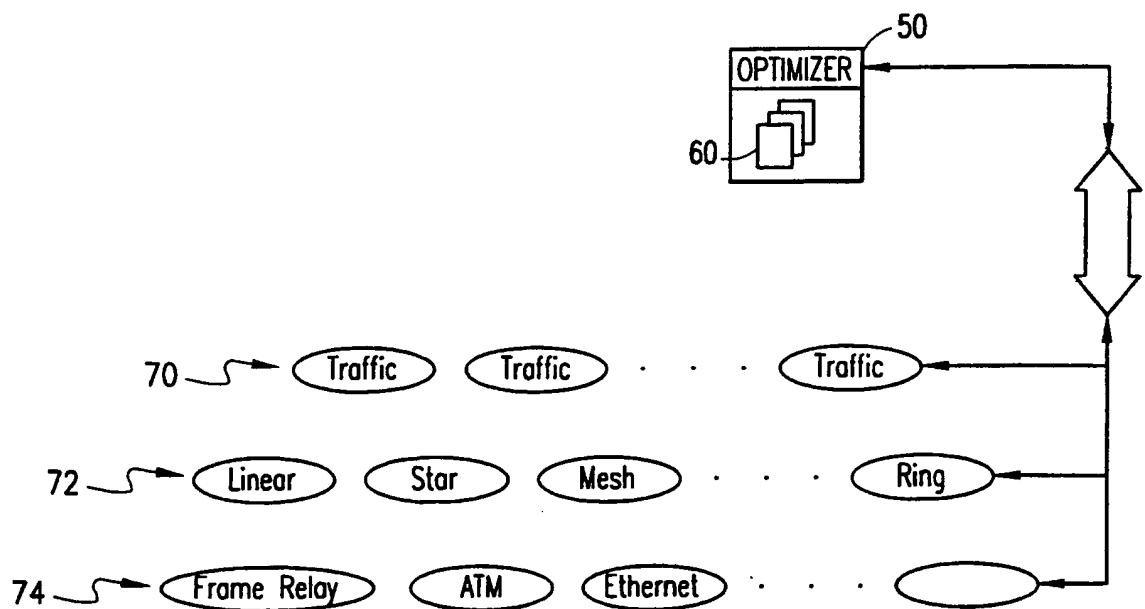 50
OPTIMIZER
60
70 Traffic Traffic . . . Traffic
72 Linear Star Mesh . . . Ring
74 Frame Relay ATM Ethernet . . .